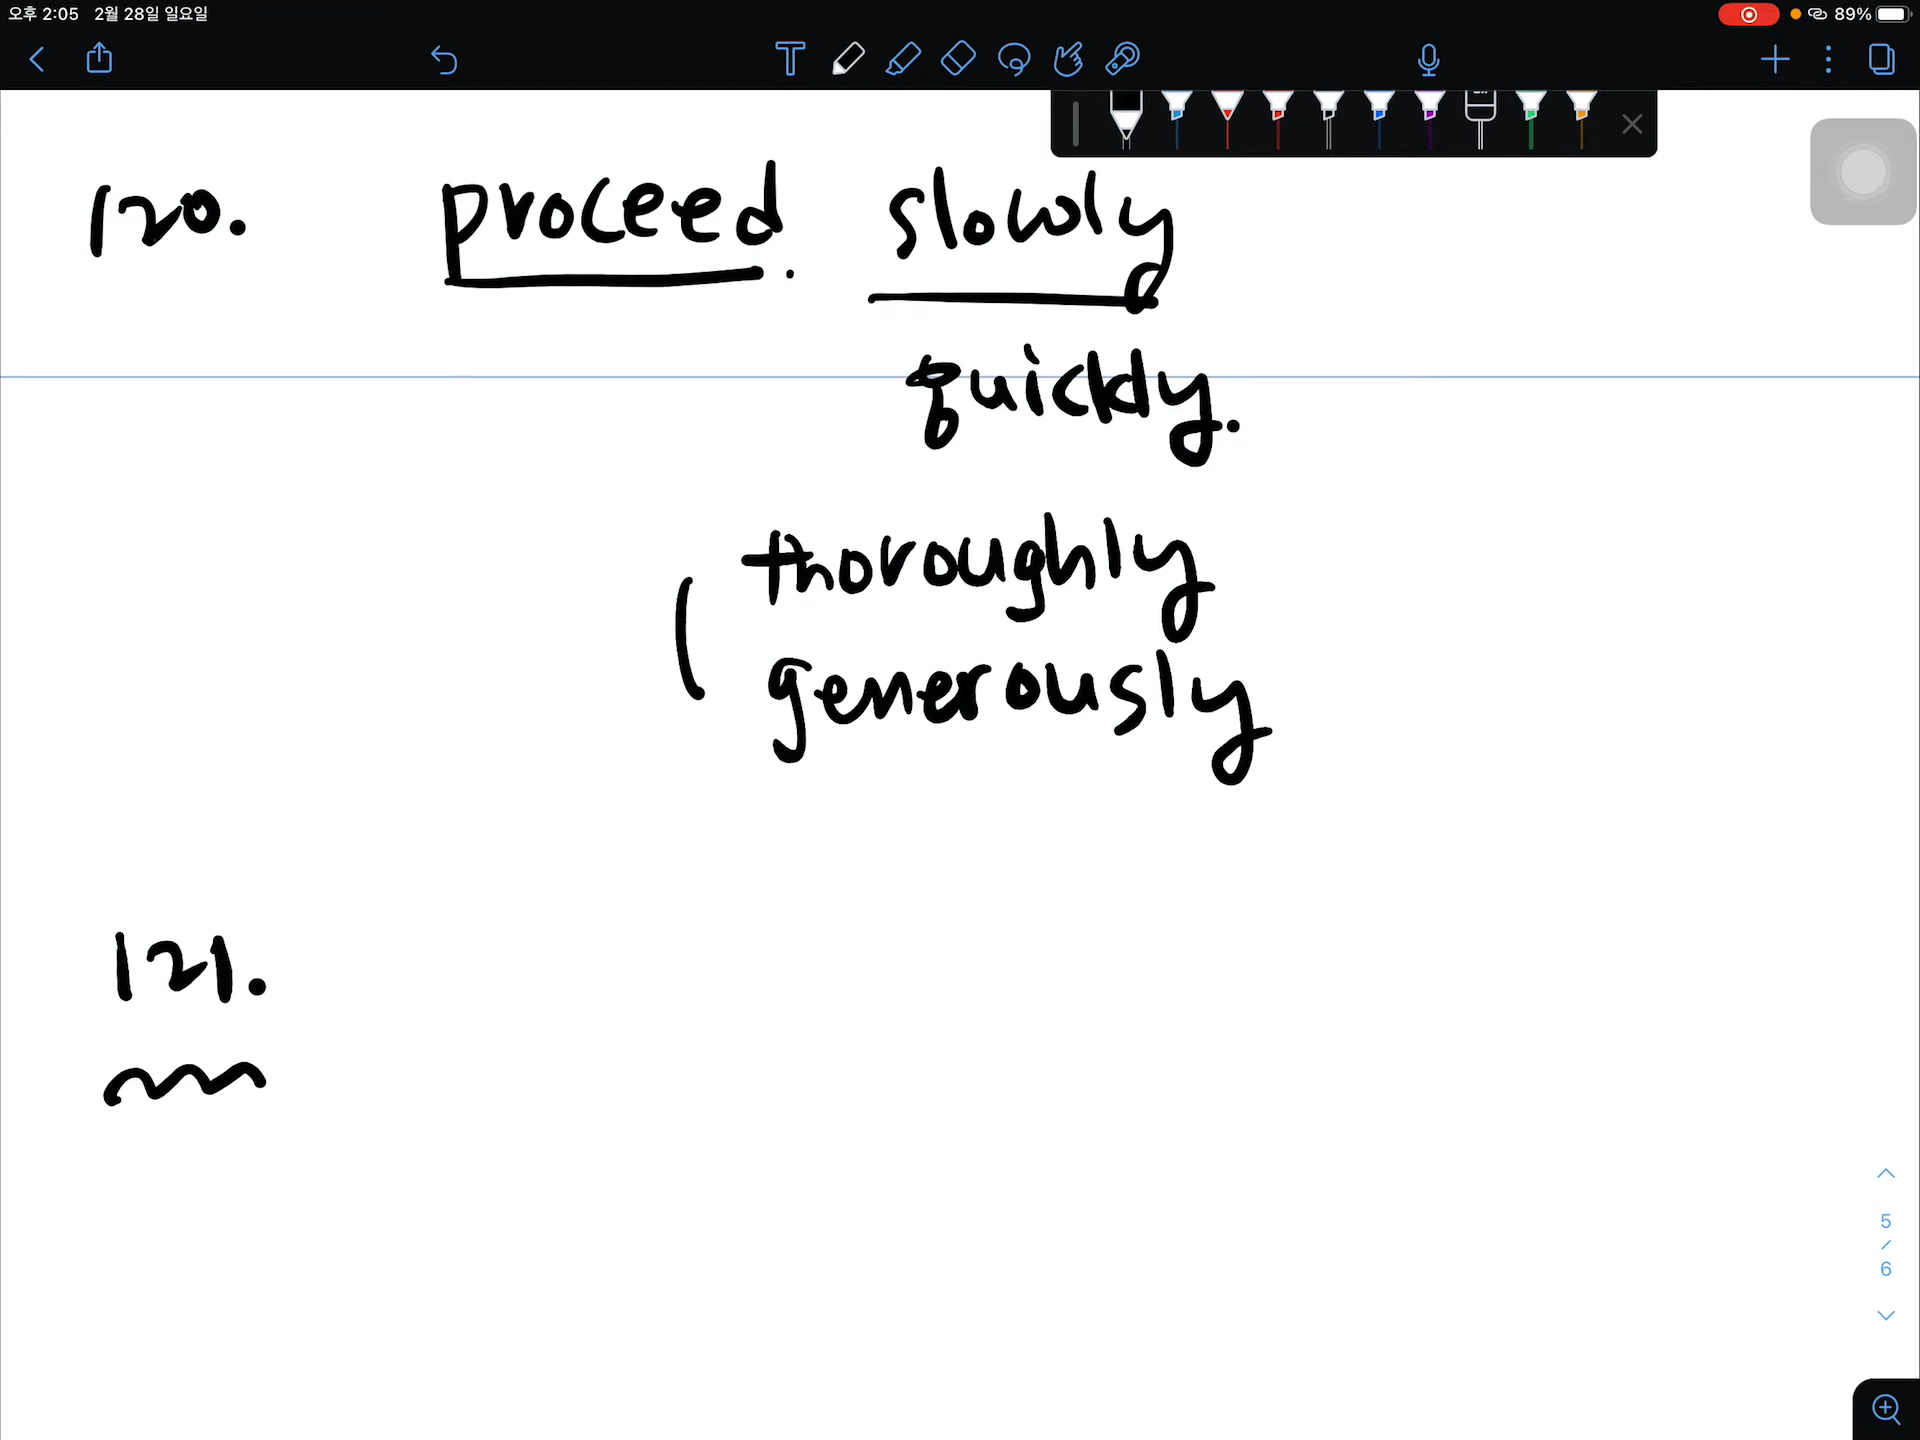 오후 2:05 2월 28일 일요일 89%
120. proceed. slowly
quickly.
( thoroughly
generously
121.
5
/
6